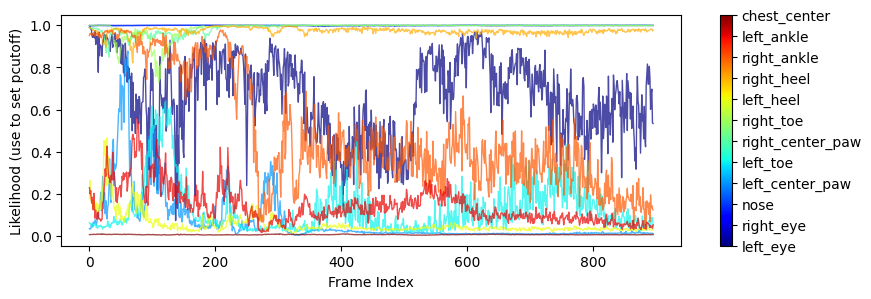 1.0
0.8
0.6
0.4
0.2
0.0
Likelihood (use to set pcutoff)
0
200
400
600
800
Frame Index
chest_center
left_ankle
right_ankle
right_heel
left_heel
right_toe
right_center_paw
left_toe
left_center_paw
nose
right_eye
left_eye